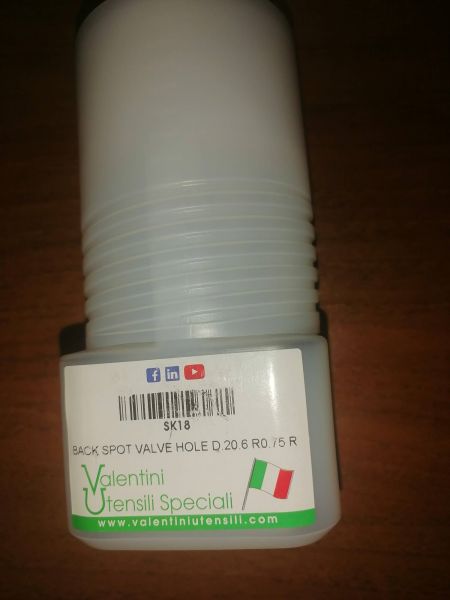 SK18
BACK SPOT VALVE HOLE D.20.6 R0.75 R
Valentini
Utensili Speciali
www.valentiniutensili.com